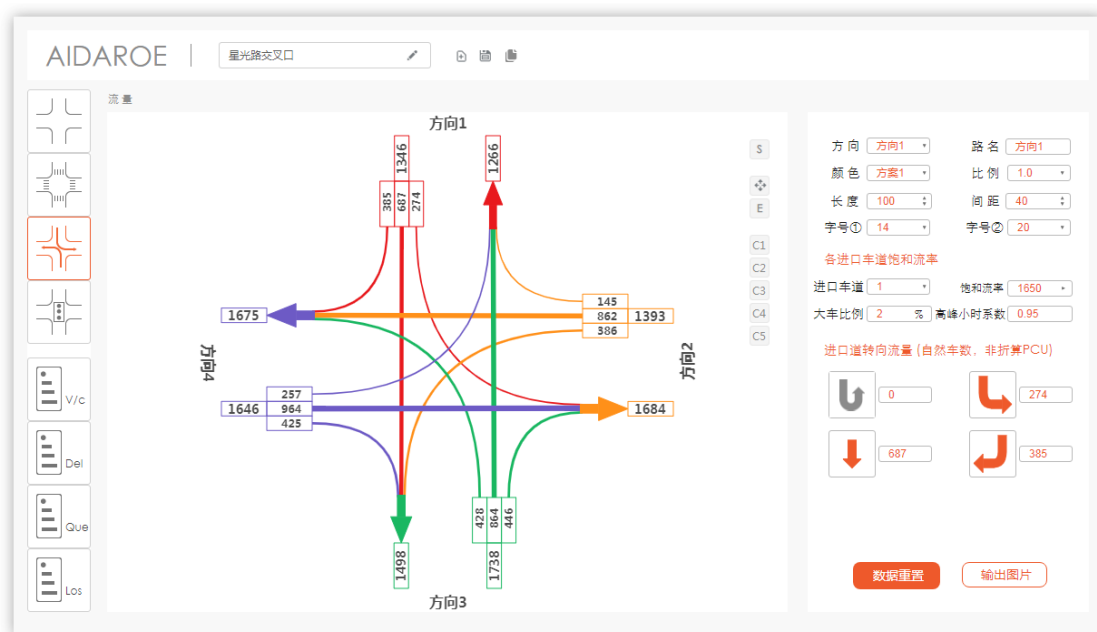 AIDAROE
星光路交叉口
流量
方向1
1346
385
687
274
1266
145
862
386
1393
方向2
1675
方向4
1646
257
964
425
1684
428
864
446
1498
1738
方向3
S
E
C1
C2
C3
C4
C5
V/c
Del
Que
Los
方向 方向1 路名 方向1
颜色 方案1 比例 1.0
长度 100 间距 40
字号① 14 字号② 20
各进口车道饱和流率
进口车道 1 饱和流率 1650
大车比例 2 % 高峰小时系数 0.95
进口道转向流量 (自然车数，非折算PCU)
0 274
687 385
数据重置 输出图片